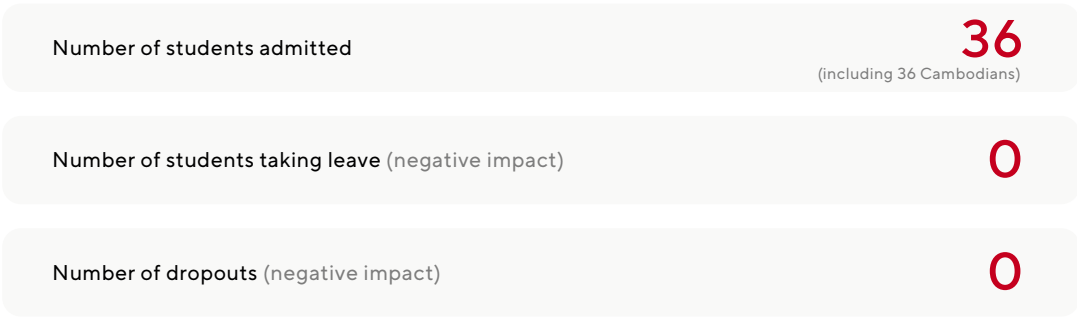 Number of students admitted
36
(including 36 Cambodians)
Number of students taking leave (negative impact)
0
Number of dropouts (negative impact)
0